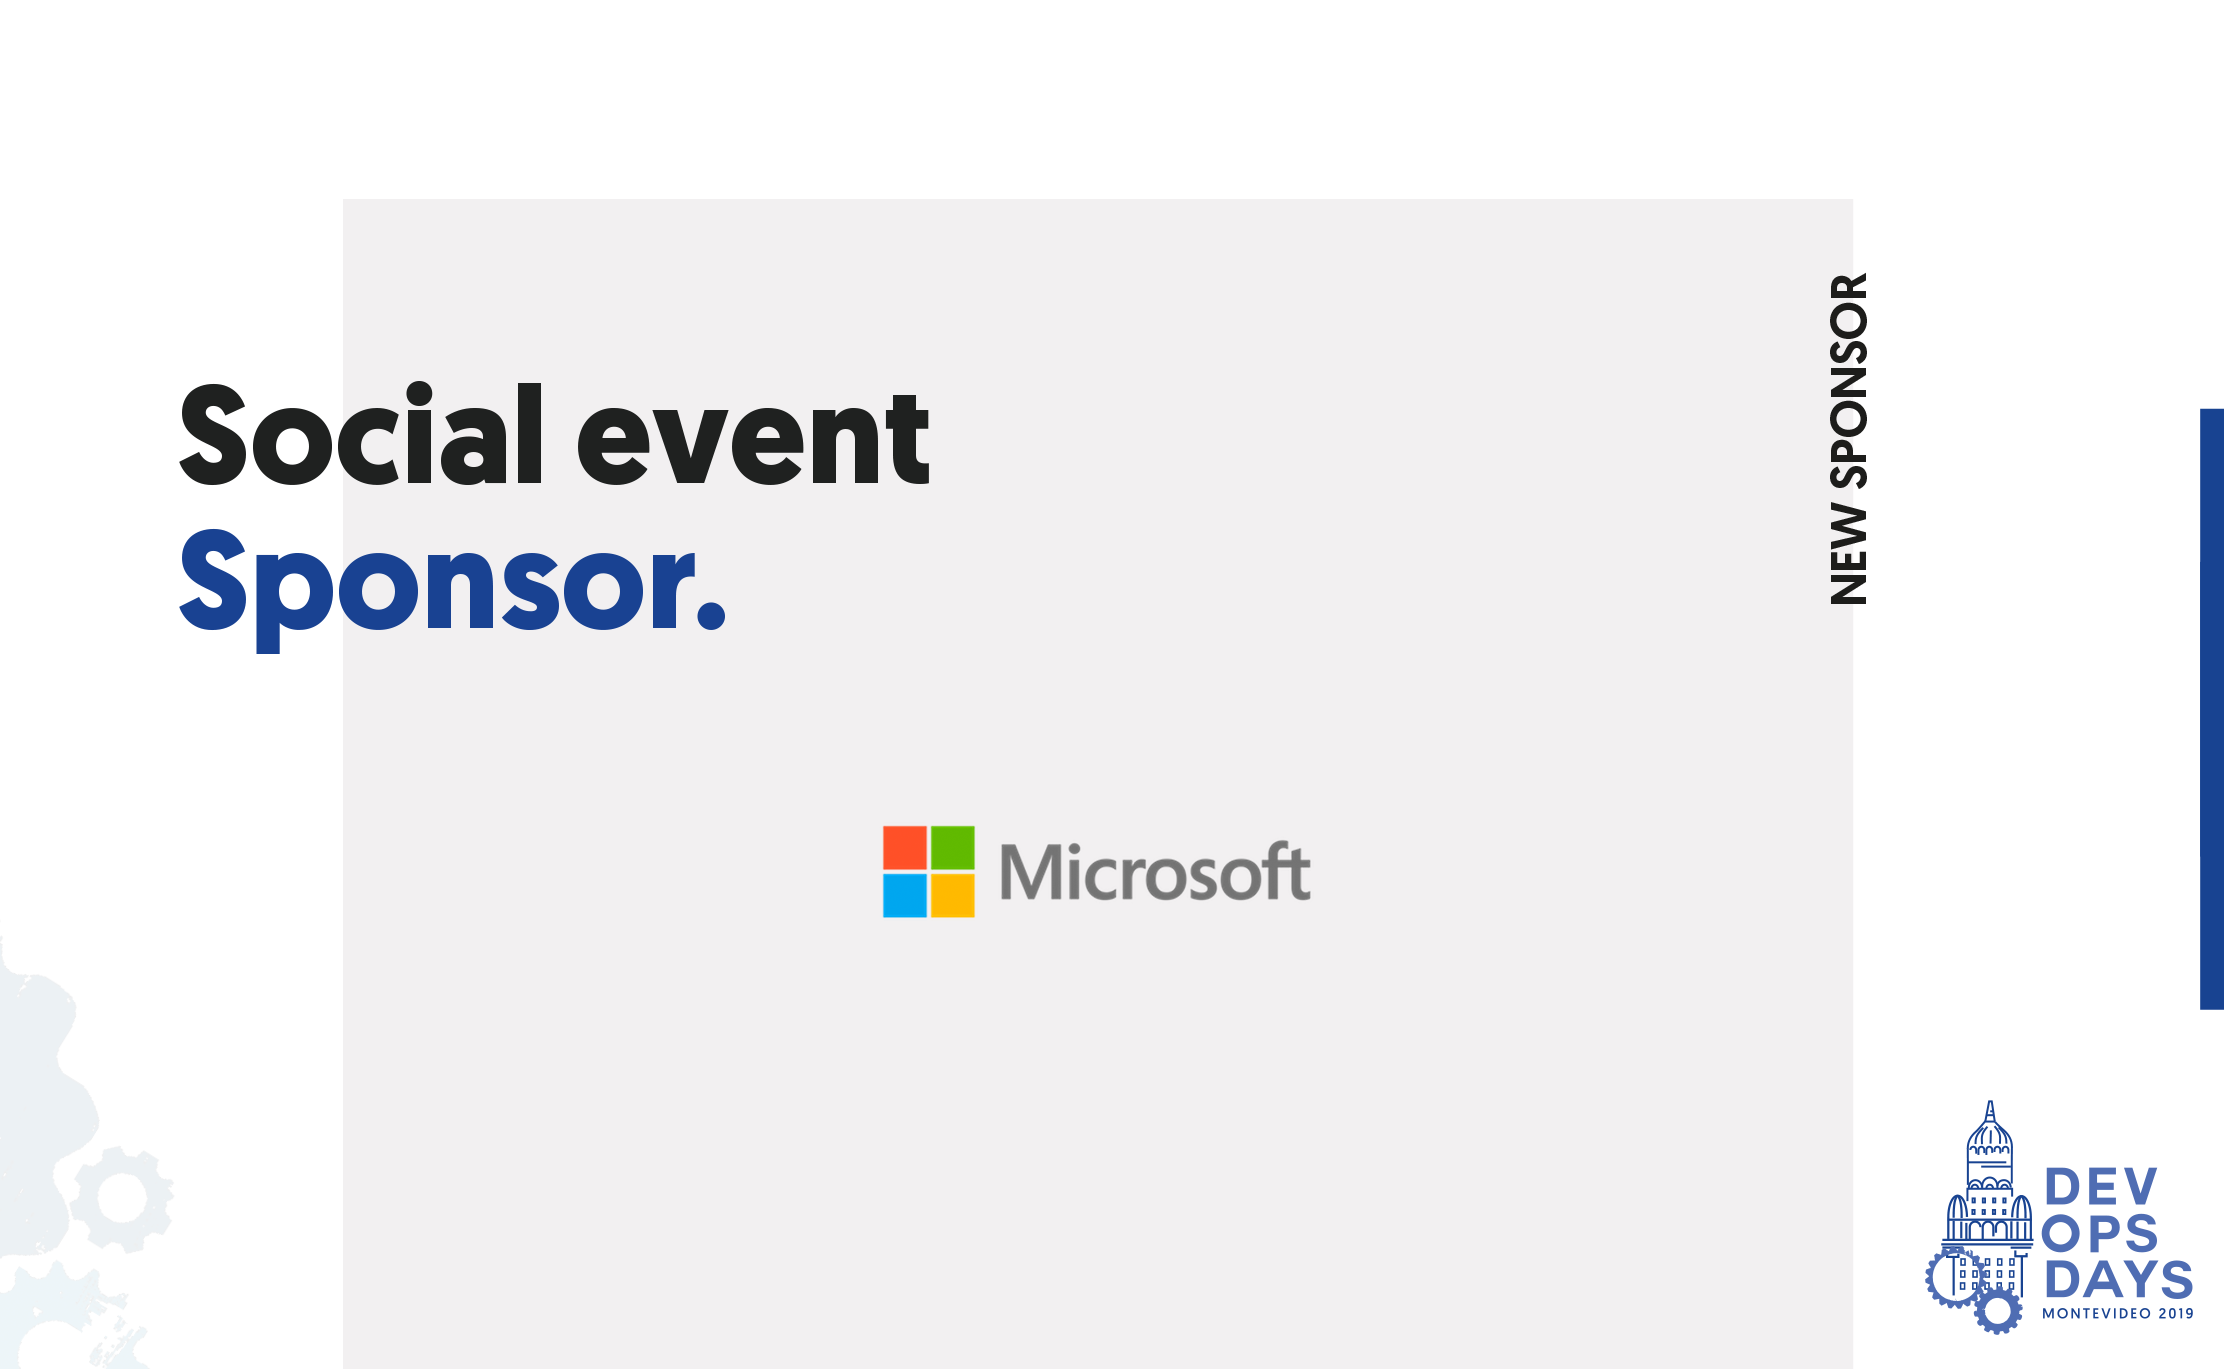 Social event
Sponsor.
NEW SPONSOR
Microsoft
DEV
OPS
DAYS
MONTEVIDEO 2019